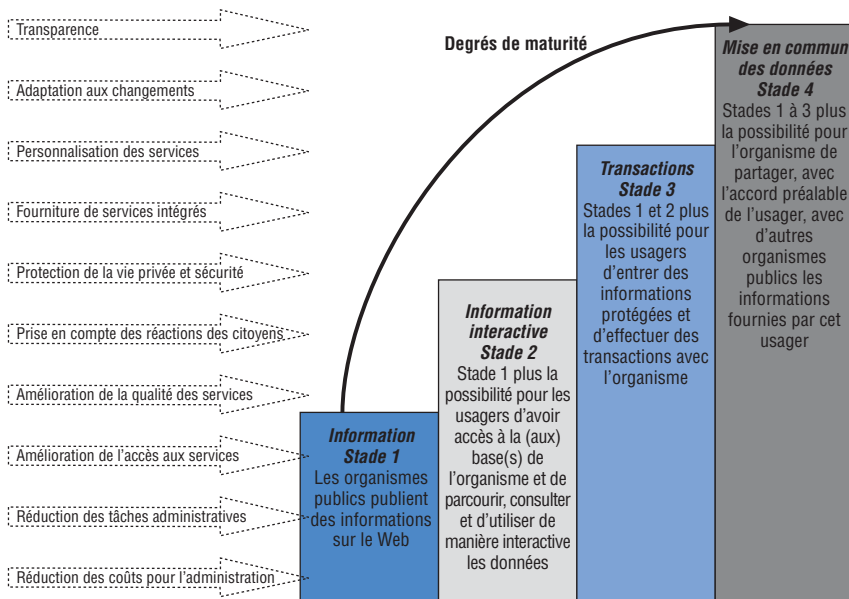 Transparence
Adaptation aux changements
Personnalisation des services
Fourniture de services intégrés
Protection de la vie privée et sécurité
Prise en compte des réactions des citoyens
Amélioration de la qualité des services
Amélioration de l'accès aux services
Réduction des tâches administratives
Réduction des coûts pour l'administration
Degrés de maturité
Information
Stade 1
Les organismes
publics publient
des informations
sur le Web
Information
interactive
Stade 2
Stade 1 plus la
possibilité pour les
usagers d'avoir
accès à la (aux)
base(s) de
l'organisme et de
parcourir, consulter
et d'utiliser de
manière interactive
les données
Transactions
Stade 3
Stades 1 et 2 plus
la possibilité pour
les usagers
d'entrer des
informations
protégées et
d'effectuer des
transactions avec
l'organisme
Mise en commun
des données
Stade 4
Stades 1 à 3 plus
la possibilité pour
l'organisme de
partager, avec
l'accord préalable
de l'usager, avec
d'autres
organismes
publics les
informations
fournies par cet
usager